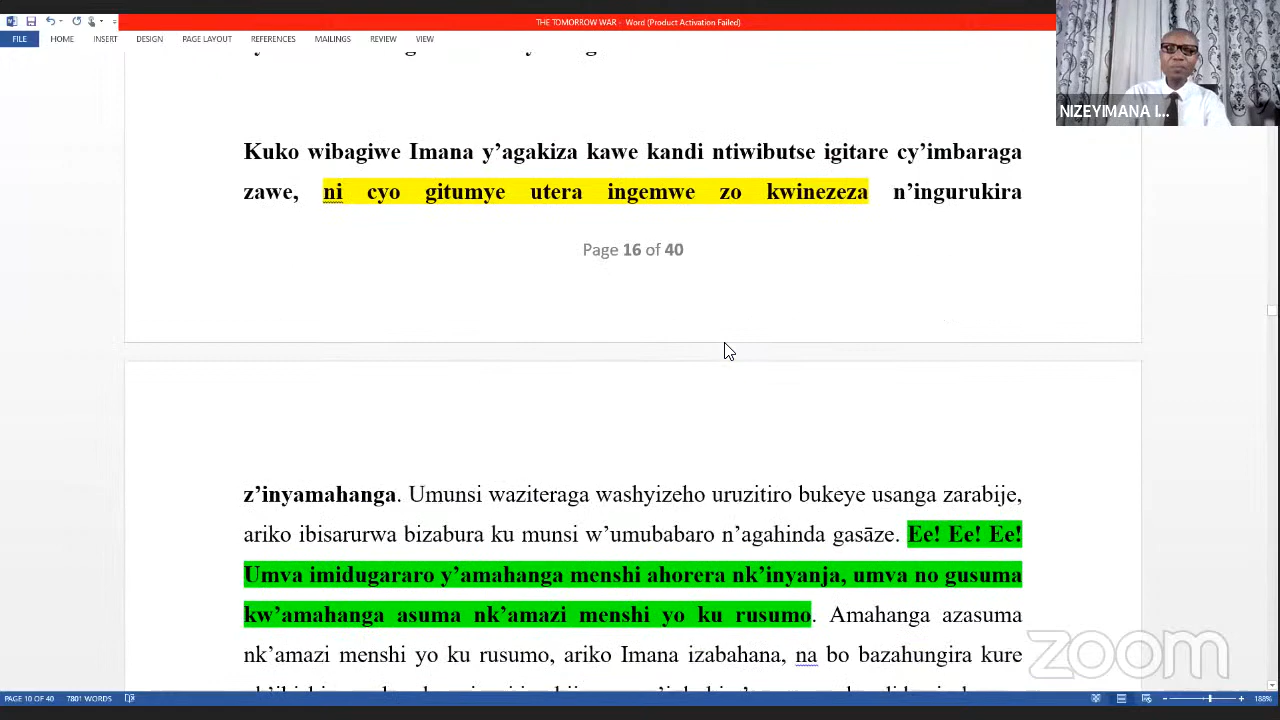 THE TOMORROW WAR - Word (Product Activation Failed)
FILE HOME INSERT DESIGN PAGE LAYOUT REFERENCES MAILINGS REVIEW VIEW
NIZEYIMANA I...
Kuko wibagiwe Imana y’agakiza kawe kandi ntiwibutse igitare cy’imbaraga
zawe, ni cyo gitumye utera ingemwe zo kwinezeza n’ingurukira
Page 16 of 40
z’inyamahanga. Umunsi waziteraga washyizeho uruzitiro bukeye usanga zarabije,
ariko ibisarurwa bizabura ku munsi w’umubabaro n’agahinda gasāze. Ee! Ee! Ee!
Umva imidugararo y’amahanga menshi ahorera nk’inyanja, umva no gusuma
kw’amahanga asuma nk’amazi menshi yo ku rusumo. Amahanga azasuma
nk’amazi menshi yo ku rusumo, ariko Imana izabahana, na bo bazahungira kure
zoom
PAGE 10 OF 40 7801 WORDS 188%